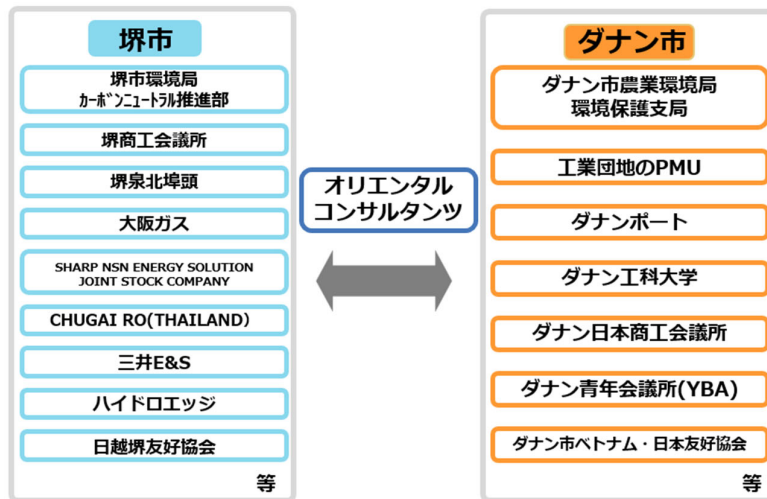 堺市
堺市環境局
カーボンニュートラル推進部
堺商工会議所
堺泉北埠頭
大阪ガス
SHARP NSN ENERGY SOLUTION
JOINT STOCK COMPANY
CHUGAI RO(THAILAND)
三井E&S
ハイドロエッジ
日越堺友好協会
等
オリエンタル
コンサルタンツ
ダナン市
ダナン市農業環境局
環境保護支局
工業団地のPMU
ダナンポート
ダナン工科大学
ダナン日本商工会議所
ダナン青年会議所(YBA)
ダナン市ベトナム・日本友好協会
等